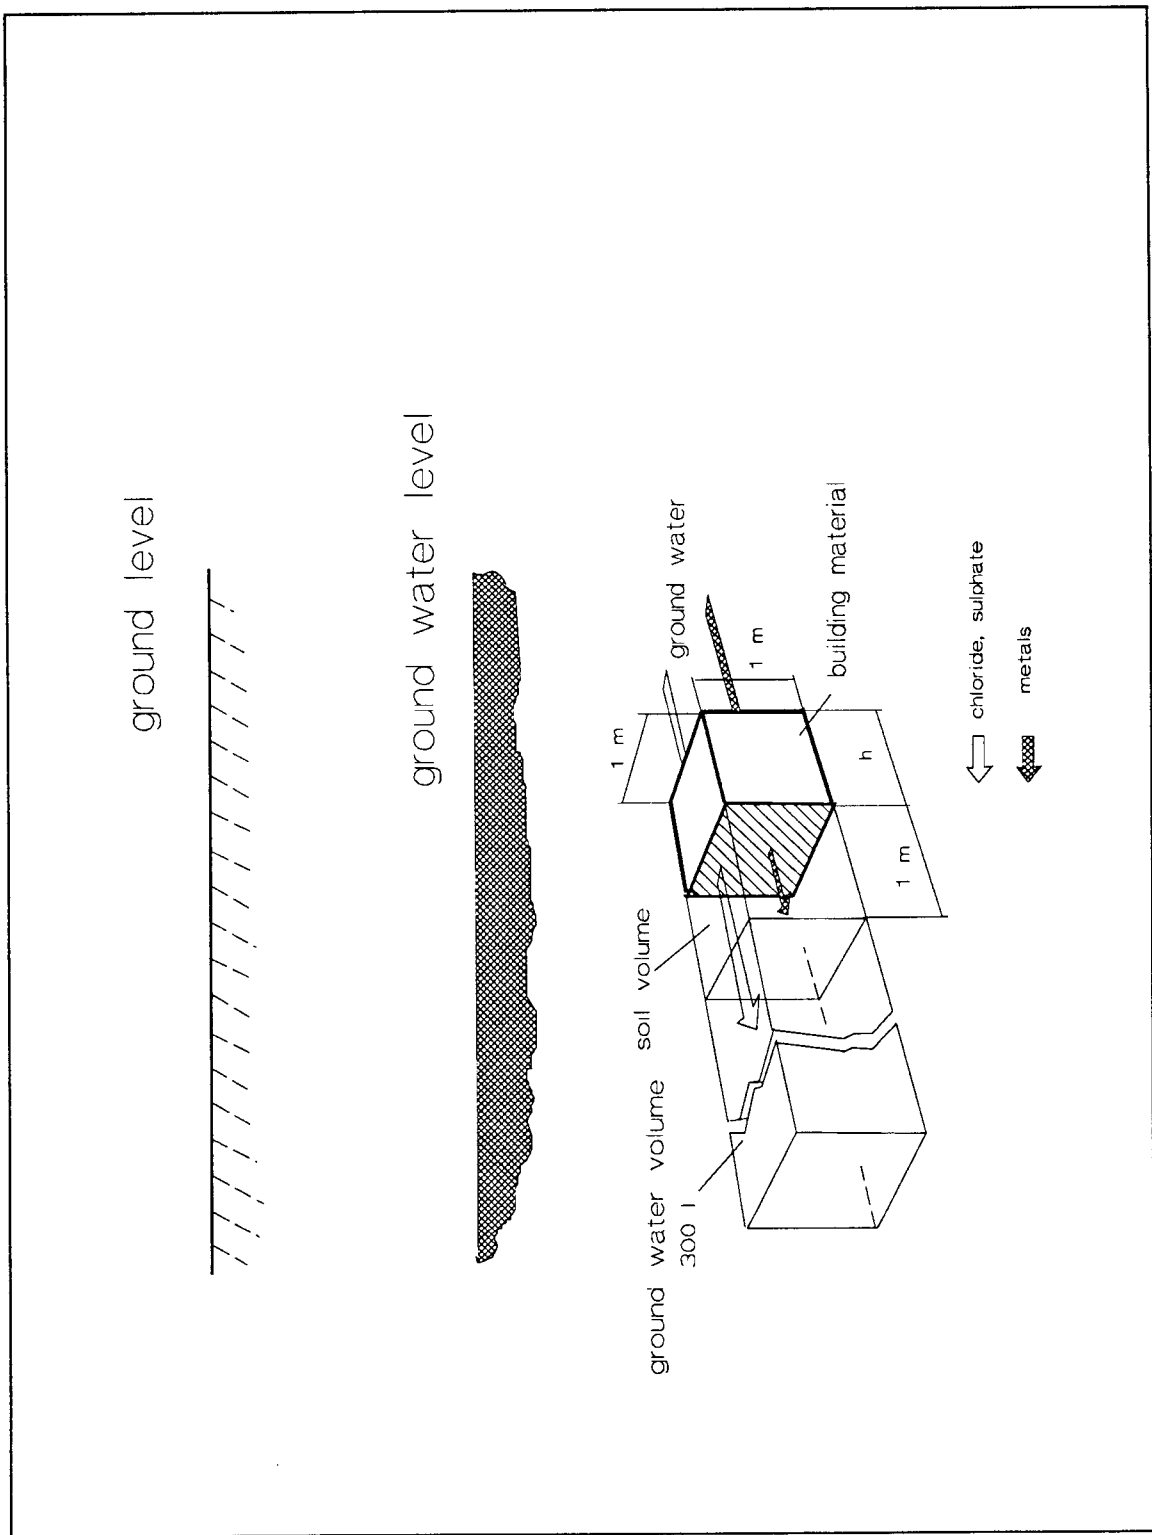 ground level
ground water level
ground water volume
300 l
soil volume
1 m
ground water
1 m
building material
h
1 m
chloride, sulphate
metals